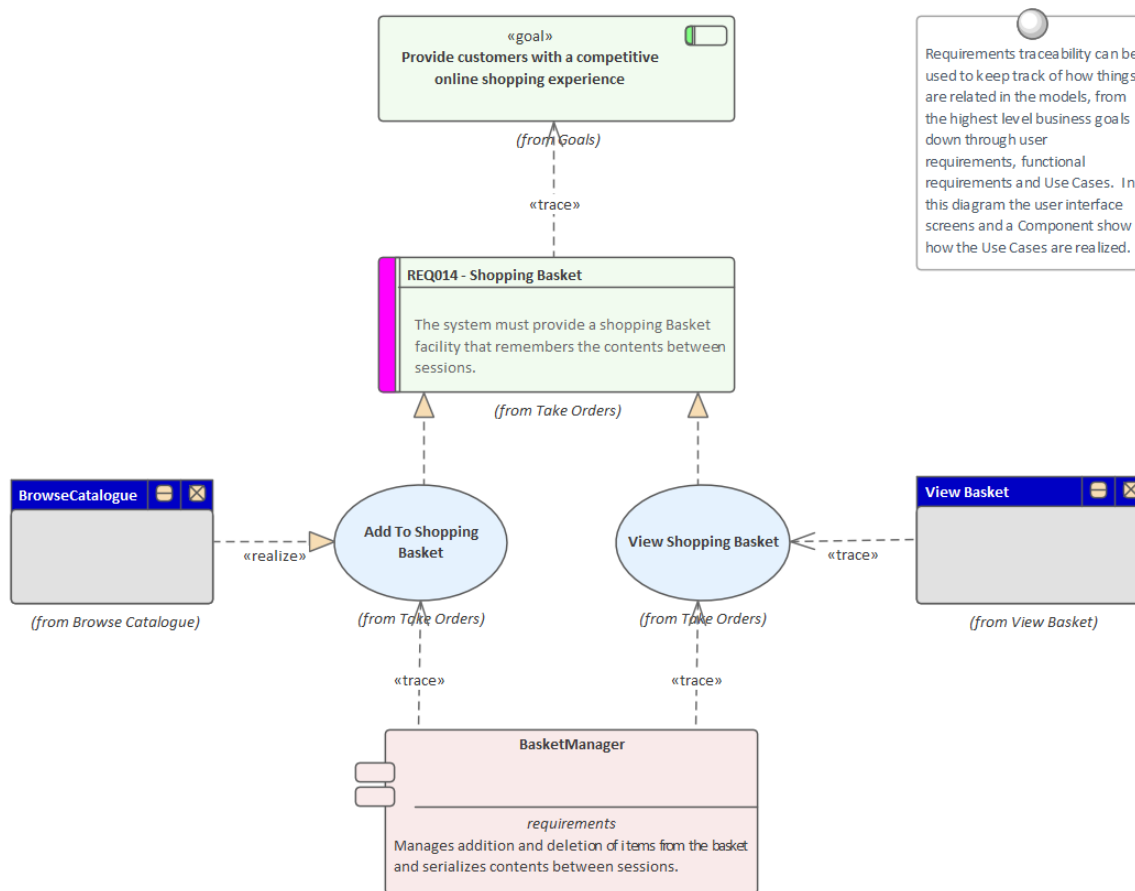 «goal»
Provide customers with a competitive
online shopping experience
(from Goals)
Requirements traceability can be
used to keep track of how things
are related in the models, from
the highest level business goals
down through user
requirements, functional
requirements and Use Cases. In
this diagram the user interface
screens and a Component show
how the Use Cases are realized.
«trace»
REQ014 - Shopping Basket
The system must provide a shopping Basket
facility that remembers the contents between
sessions.
(from Take Orders)
BrowseCatalogue
(from Browse Catalogue)
«realize»
Add To Shopping
Basket
(from Take Orders)
View Shopping Basket
(from Take Orders)
«trace»
View Basket
(from View Basket)
«trace»
«trace»
BasketManager
requirements
Manages addition and deletion of items from the basket
and serializes contents between sessions.